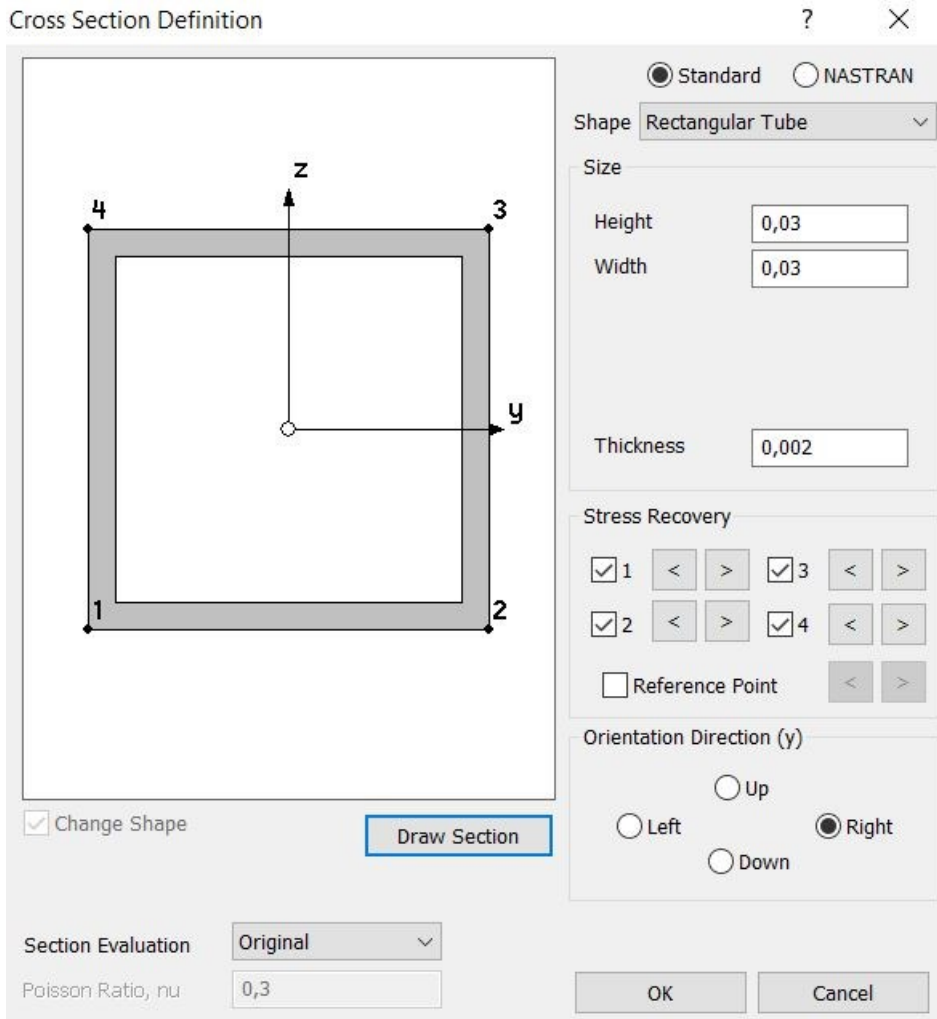 Cross Section Definition
?
Standard
NASTRAN
Shape
Rectangular Tube
Size
Height
0,03
Width
0,03
Thickness
0,002
z
4
3
y
1
2
Stress Recovery
1 < > 3 < >
2 < > 4 < >
Reference Point < >
Orientation Direction (y)
Up
Left
Right
Down
Change Shape
Draw Section
Section Evaluation
Original
Poisson Ratio, nu
0,3
OK
Cancel